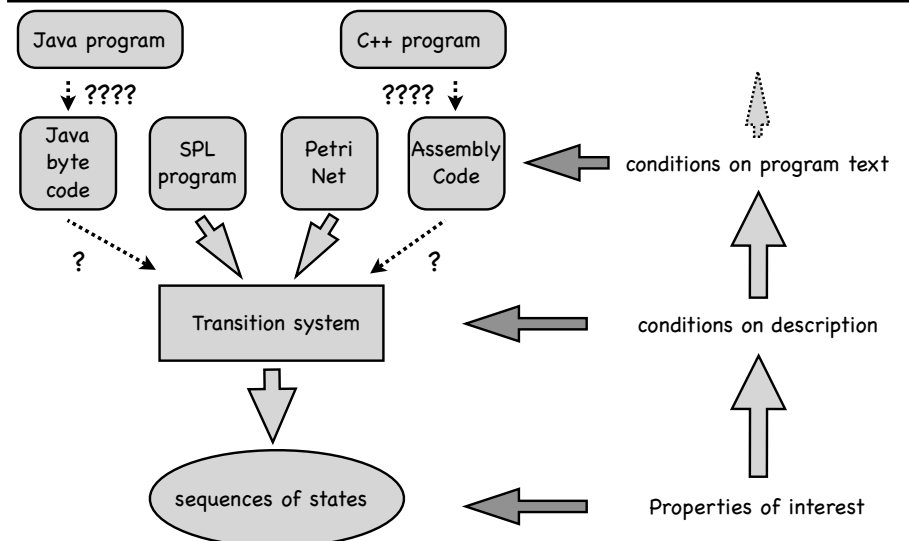 Java program
C++ program
????
????
Java
byte
code
SPL
program
Petri
Net
Assembly
Code
conditions on program text
?
?
Transition system
conditions on description
sequences of states
Properties of interest